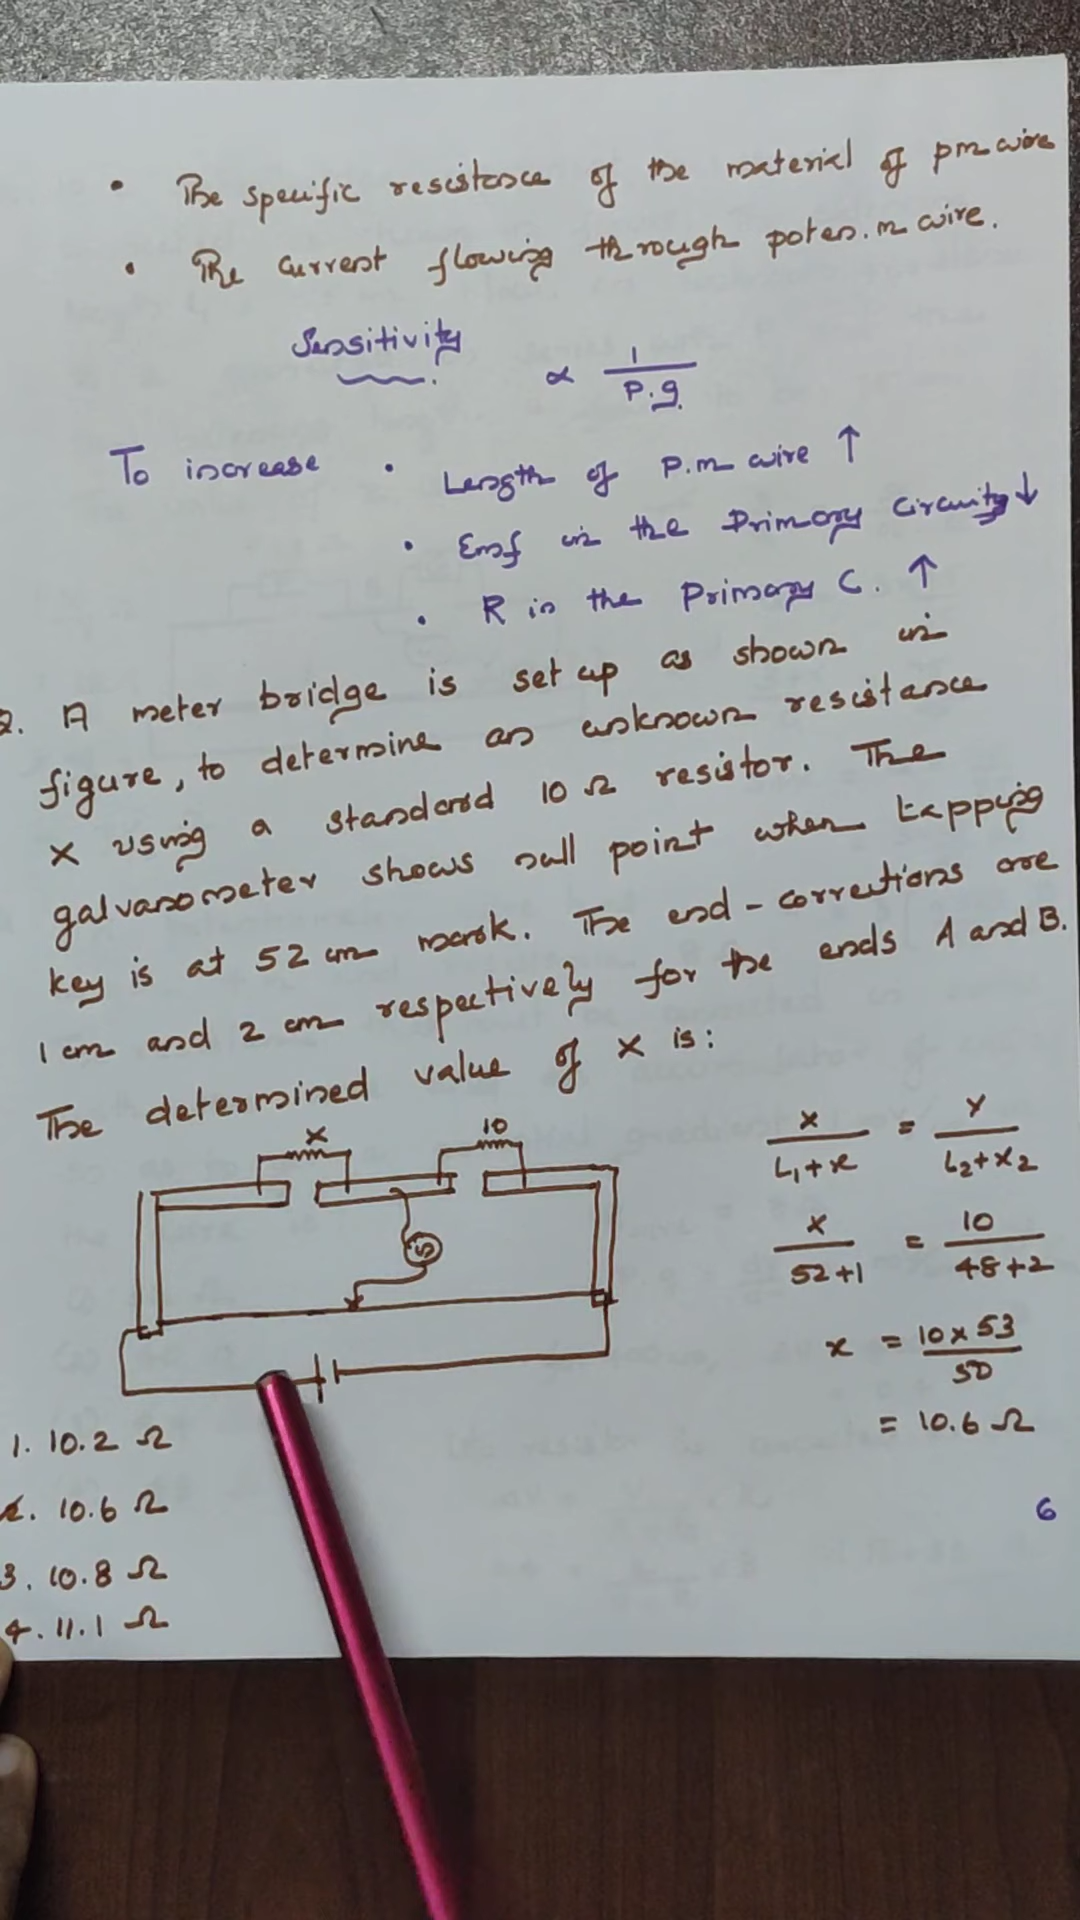 • The specific resistance of the material of pm wire
• The current flowing through poten.m wire.
Sensitivity ∝ 1/P.g.
To increase • Length of P.m wire ↑
• Emf in the Primary circuity ↓
• R in the Primary C. ↑
2. A meter bridge is set up as shown in
figure, to determine an unknown resistance
X using a standard 10 Ω resistor. The
galvanometer shows null point when tapping
key is at 52 cm mark. The end-corrections are
1 cm and 2 cm respectively for the ends A and B.
The determined value of X is:
X
10
G
X/(L₁+x) = Y/(L₂+x₂)
X/(52+1) = 10/(48+2)
x = 10×53/50
= 10.6 Ω
1. 10.2 Ω
2. 10.6 Ω
3. 10.8 Ω
4. 11.1 Ω
6